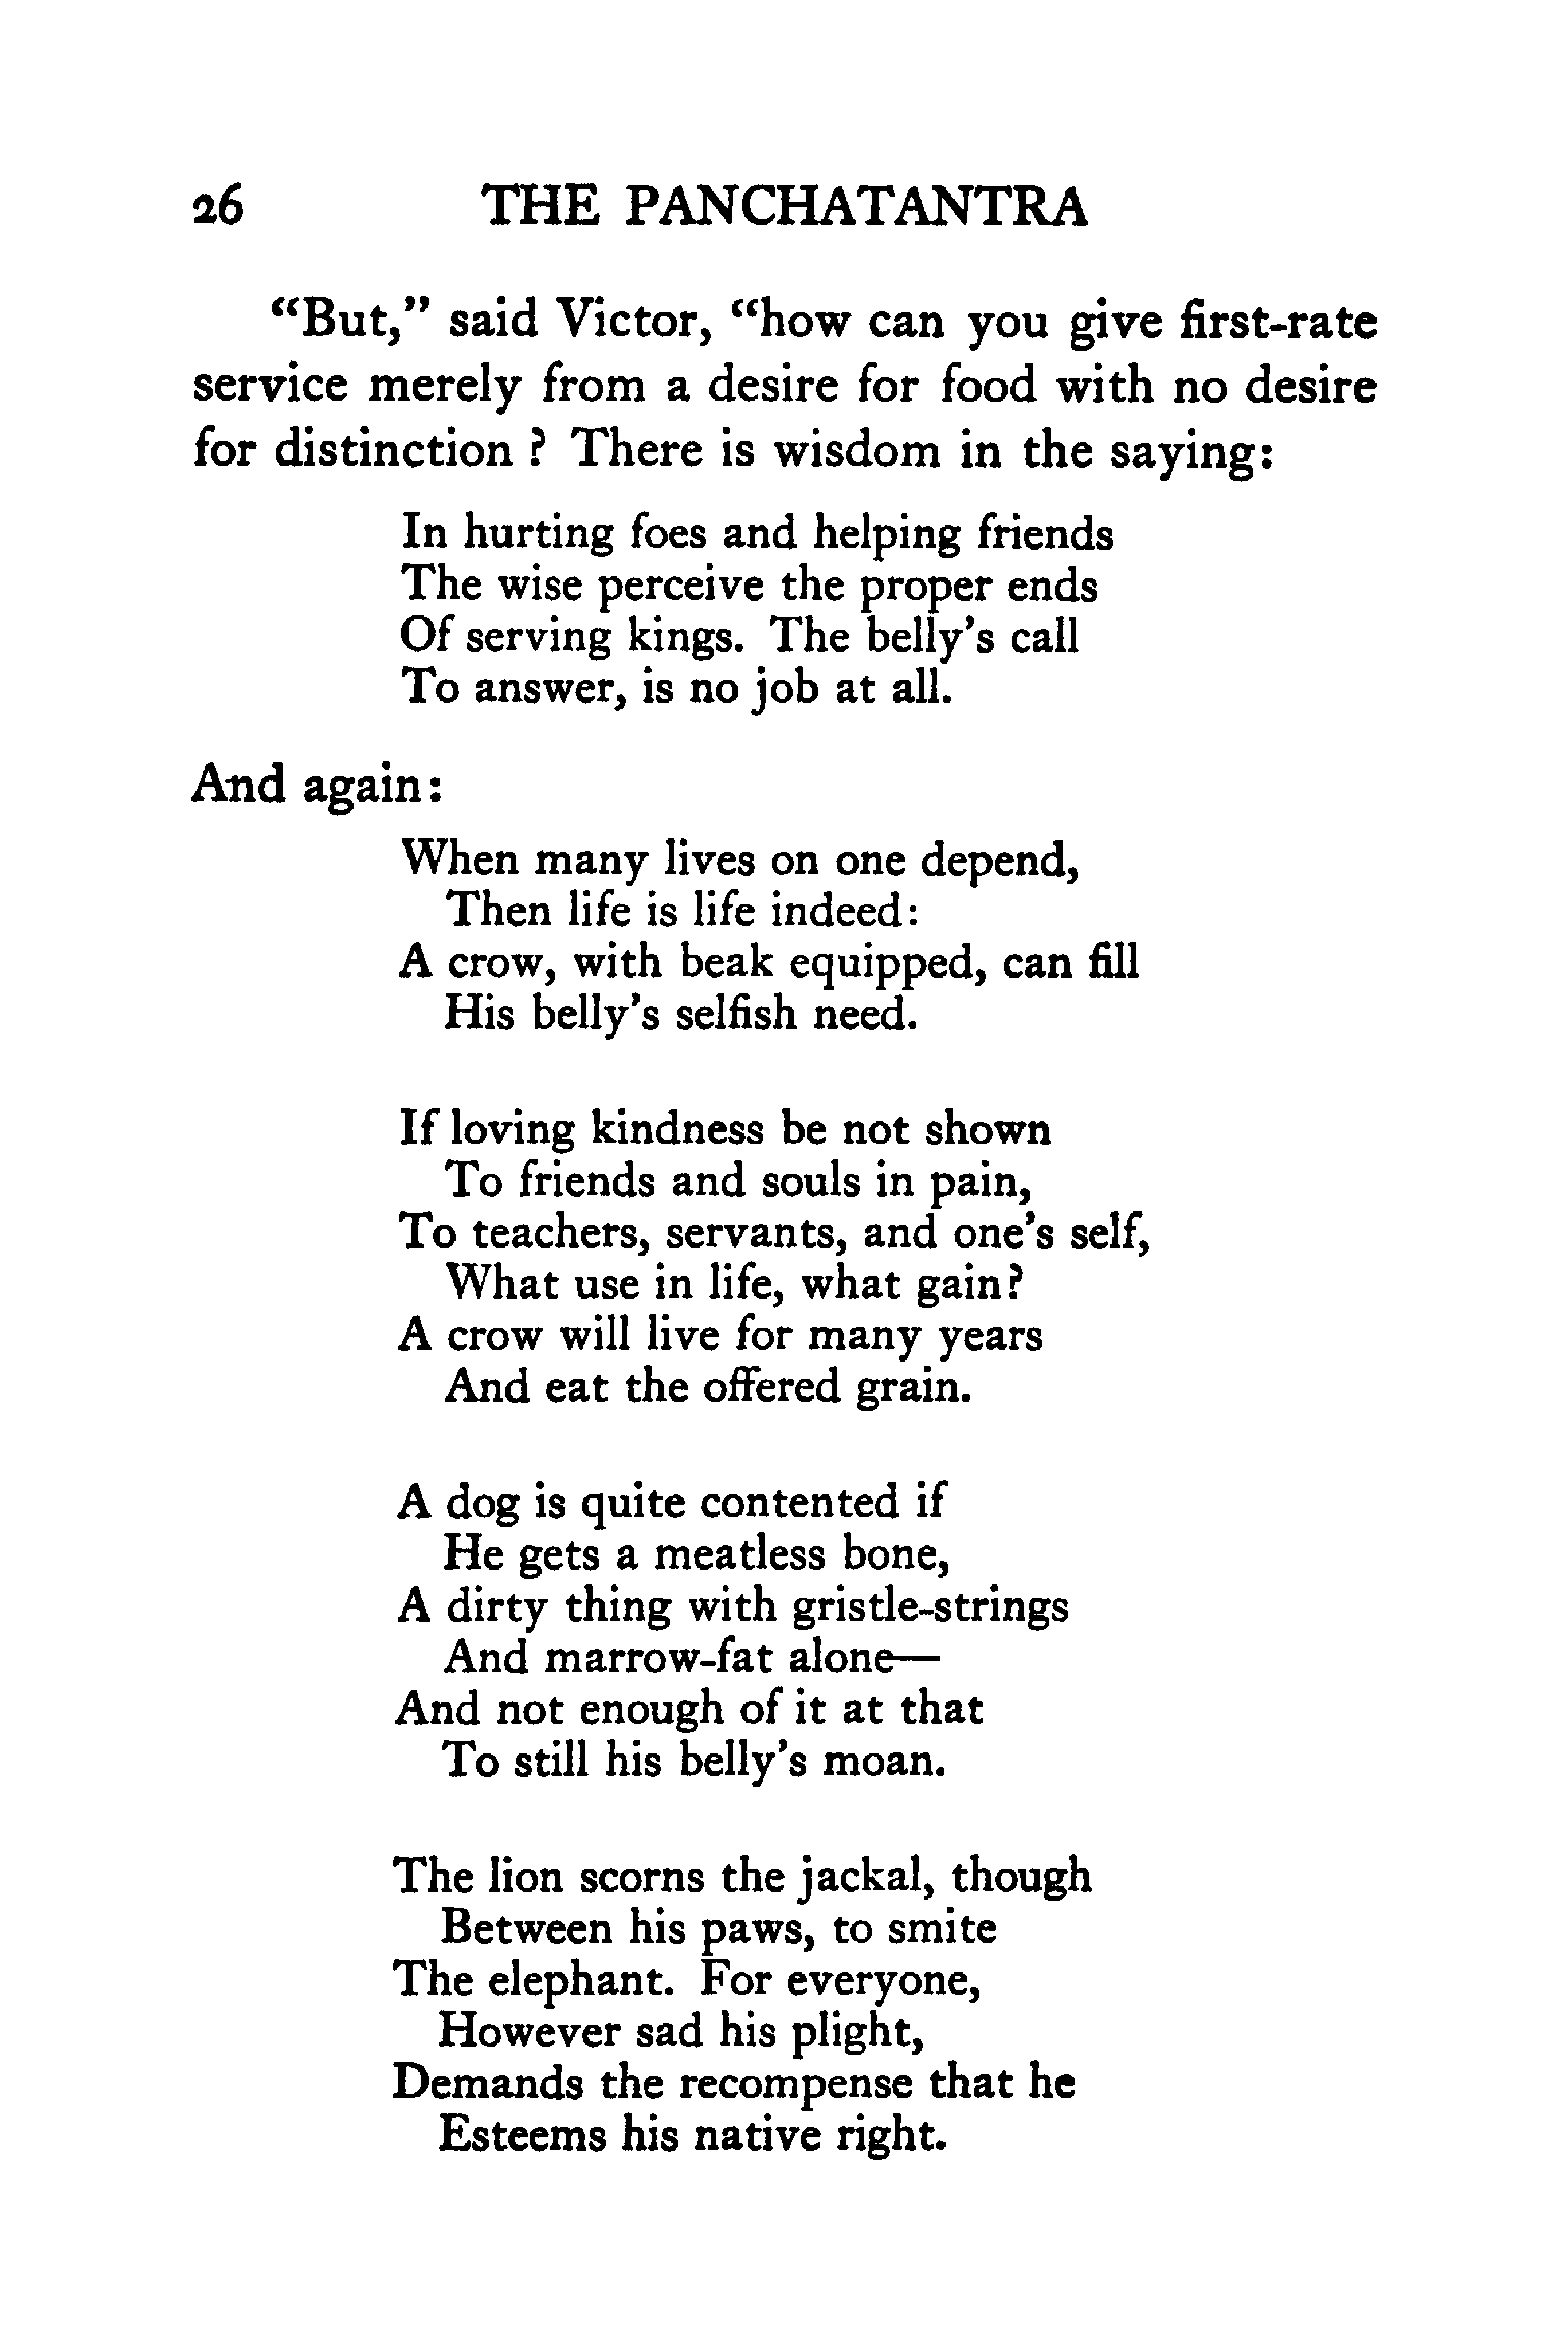 26 THE PANCHATANTRA
“But,” said Victor, “how can you give first-rate
service merely from a desire for food with no desire
for distinction ? There is wisdom in the saying:
In hurting foes and helping friends
The wise perceive the proper ends
Of serving kings. The belly’s call
To answer, is no job at all.
And again:
When many lives on one depend,
Then life is life indeed:
A crow, with beak equipped, can fill
His belly’s selfish need.
If loving kindness be not shown
To friends and souls in pain,
To teachers, servants, and one’s self,
What use in life, what gain?
A crow will live for many years
And eat the offered grain.
A dog is quite contented if
He gets a meatless bone,
A dirty thing with gristle-strings
And marrow-fat alone—
And not enough of it at that
To still his belly’s moan.
The lion scorns the jackal, though
Between his paws, to smite
The elephant. For everyone,
However sad his plight,
Demands the recompense that he
Esteems his native right.